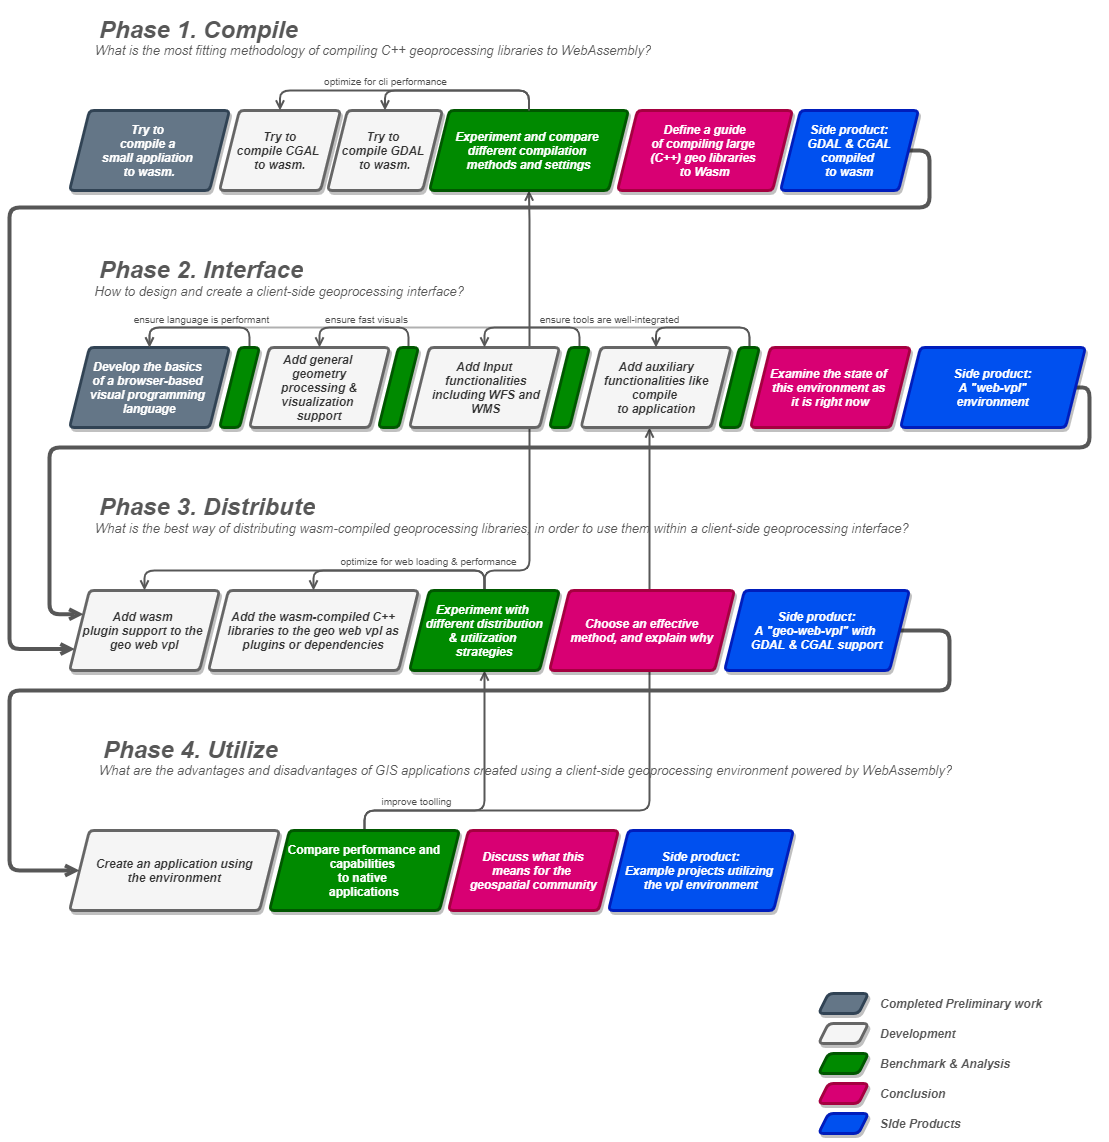 Phase 1. Compile
What is the most fitting methodology of compiling C++ geoprocessing libraries to WebAssembly?
optimize for cli performance
Try to
compile a
small appliation
to wasm.
Try to
compile CGAL
to wasm.
Try to
compile GDAL
to wasm.
Experiment and compare
different compilation
methods and settings
Define a guide
of compiling large
(C++) geo libraries
to Wasm
Side product:
GDAL & CGAL
compiled
to wasm
Phase 2. Interface
How to design and create a client-side geoprocessing interface?
ensure language is performant
ensure fast visuals
ensure tools are well-integrated
Develop the basics
of a browser-based
visual programming
language
Add general
geometry
processing &
visualization
support
Add Input
functionalities
including WFS and
WMS
Add auxiliary
functionalities like
compile
to application
Examine the state of
this environment as
it is right now
Side product:
A "web-vpl"
environment
Phase 3. Distribute
What is the best way of distributing wasm-compiled geoprocessing libraries, in order to use them within a client-side geoprocessing interface?
optimize for web loading & performance
Add wasm
plugin support to the
geo web vpl
Add the wasm-compiled C++
libraries to the geo web vpl as
plugins or dependencies
Experiment with
different distribution
& utilization
strategies
Choose an effective
method, and explain why
Side product:
A "geo-web-vpl" with
GDAL & CGAL support
Phase 4. Utilize
What are the advantages and disadvantages of GIS applications created using a client-side geoprocessing environment powered by WebAssembly?
improve toolling
Create an application using
the environment
Compare performance and
capabilities
to native
applications
Discuss what this
means for the
geospatial community
Side product:
Example projects utilizing
the vpl environment
Completed Preliminary work
Development
Benchmark & Analysis
Conclusion
SIde Products